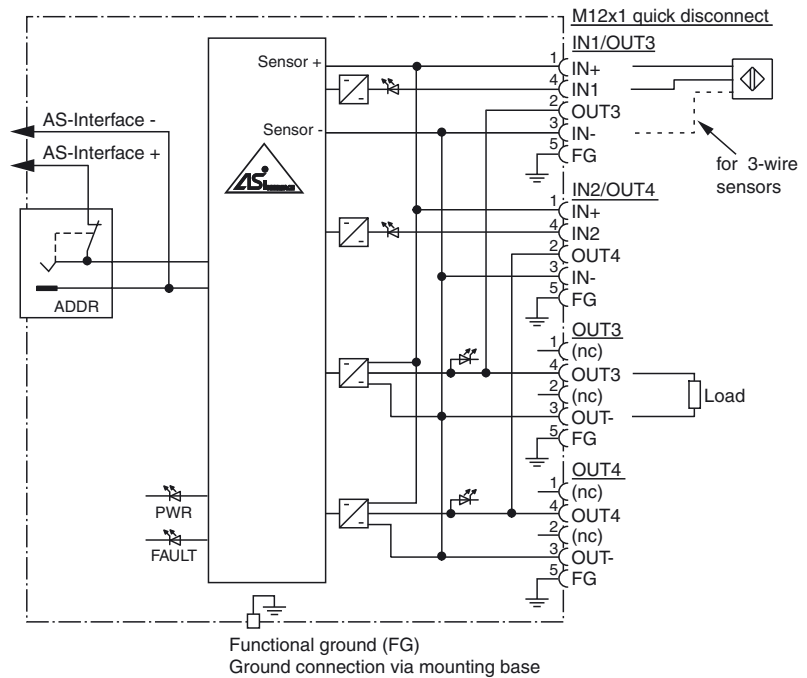 M12x1 quick disconnect
IN1/OUT3
Sensor +
1 IN+
4 IN1
2 OUT3
Sensor -
3 IN-
5 FG
for 3-wire
sensors
AS-Interface -
AS-Interface +
ASi
INTERFACE
IN2/OUT4
1 IN+
4 IN2
2 OUT4
3 IN-
5 FG
ADDR
OUT3
1 (nc)
4 OUT3
2 (nc)
3 OUT-
5 FG
Load
OUT4
1 (nc)
4 OUT4
2 (nc)
3 OUT-
5 FG
PWR
FAULT
Functional ground (FG)
Ground connection via mounting base